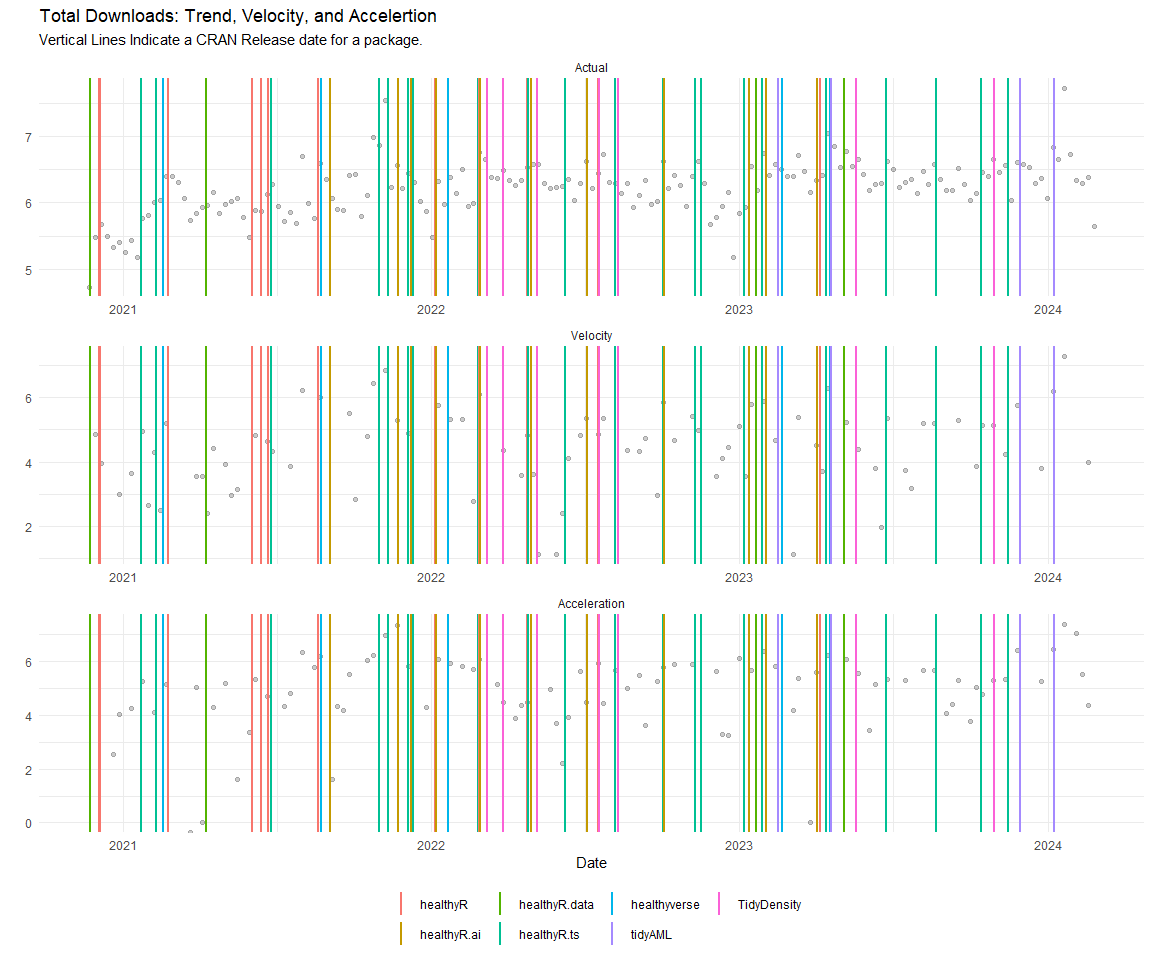 Total Downloads: Trend, Velocity, and Accelertion
Vertical Lines Indicate a CRAN Release date for a package.
Actual
7
6
5
2021 2022 2023 2024
Velocity
6
4
2
2021 2022 2023 2024
Acceleration
6
4
2
0
2021 2022 2023 2024
Date
healthyR healthyR.data healthyverse TidyDensity
healthyR.ai healthyR.ts tidyAML